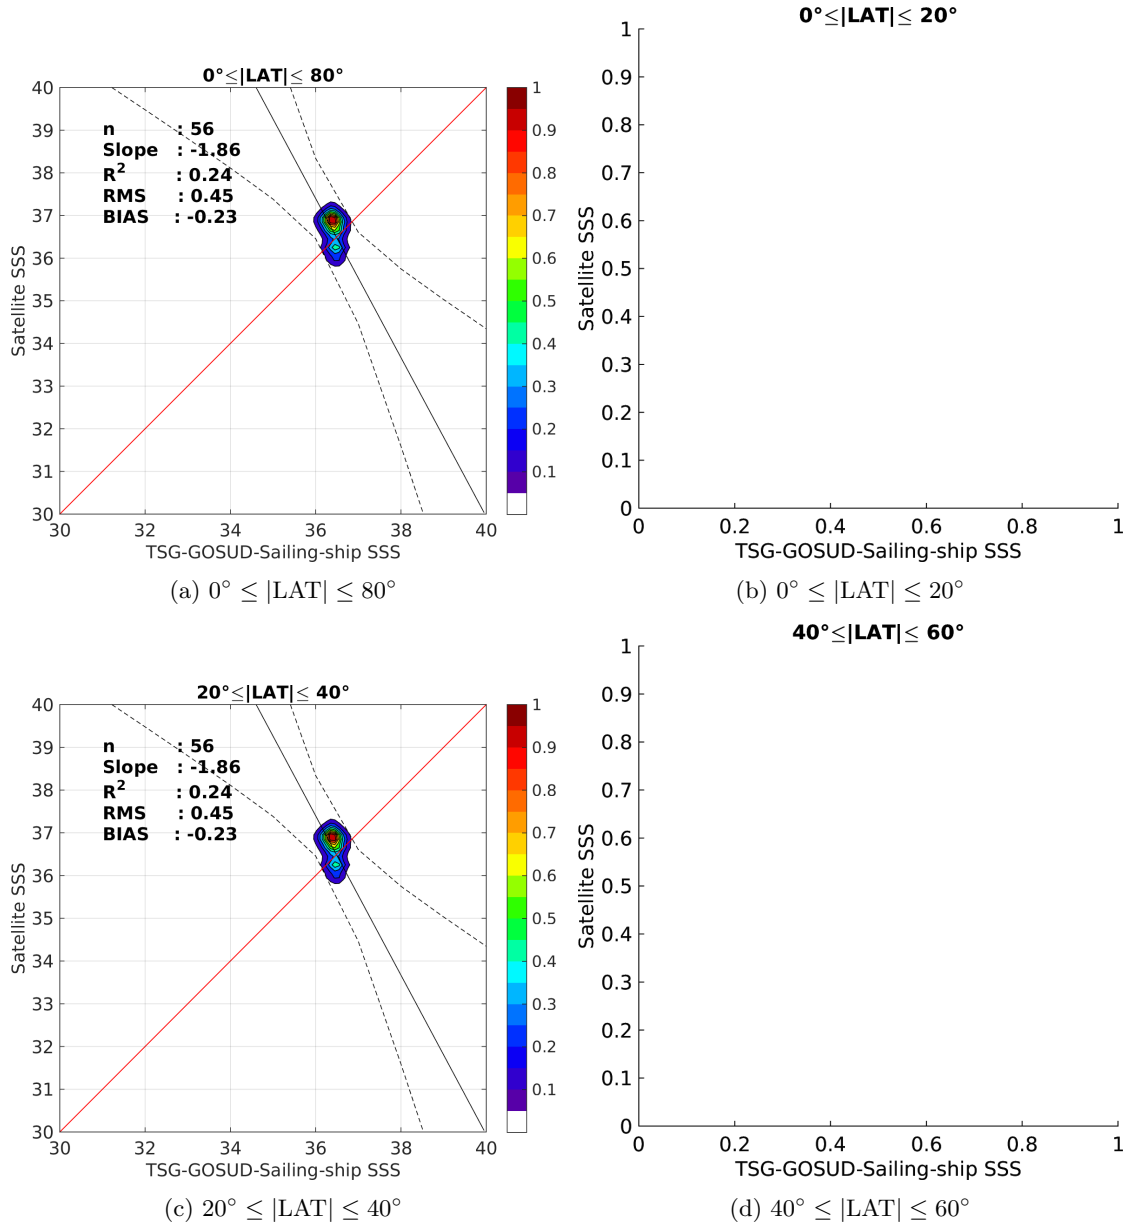 0°≤|LAT|≤ 80°
40
39
38
37
36
35
34
33
32
31
30
30 32 34 36 38 40
n : 56
Slope : -1.86
R² : 0.24
RMS : 0.45
BIAS : -0.23
1
0.9
0.8
0.7
0.6
0.5
0.4
0.3
0.2
0.1
Satellite SSS
TSG-GOSUD-Sailing-ship SSS
(a) 0° ≤ |LAT| ≤ 80°
0°≤|LAT|≤ 20°
1
0.9
0.8
0.7
0.6
0.5
0.4
0.3
0.2
0.1
0
0 0.2 0.4 0.6 0.8 1
Satellite SSS
TSG-GOSUD-Sailing-ship SSS
(b) 0° ≤ |LAT| ≤ 20°
20°≤|LAT|≤ 40°
40
39
38
37
36
35
34
33
32
31
30
30 32 34 36 38 40
n : 56
Slope : -1.86
R² : 0.24
RMS : 0.45
BIAS : -0.23
1
0.9
0.8
0.7
0.6
0.5
0.4
0.3
0.2
0.1
Satellite SSS
TSG-GOSUD-Sailing-ship SSS
(c) 20° ≤ |LAT| ≤ 40°
40°≤|LAT|≤ 60°
1
0.9
0.8
0.7
0.6
0.5
0.4
0.3
0.2
0.1
0
0 0.2 0.4 0.6 0.8 1
Satellite SSS
TSG-GOSUD-Sailing-ship SSS
(d) 40° ≤ |LAT| ≤ 60°